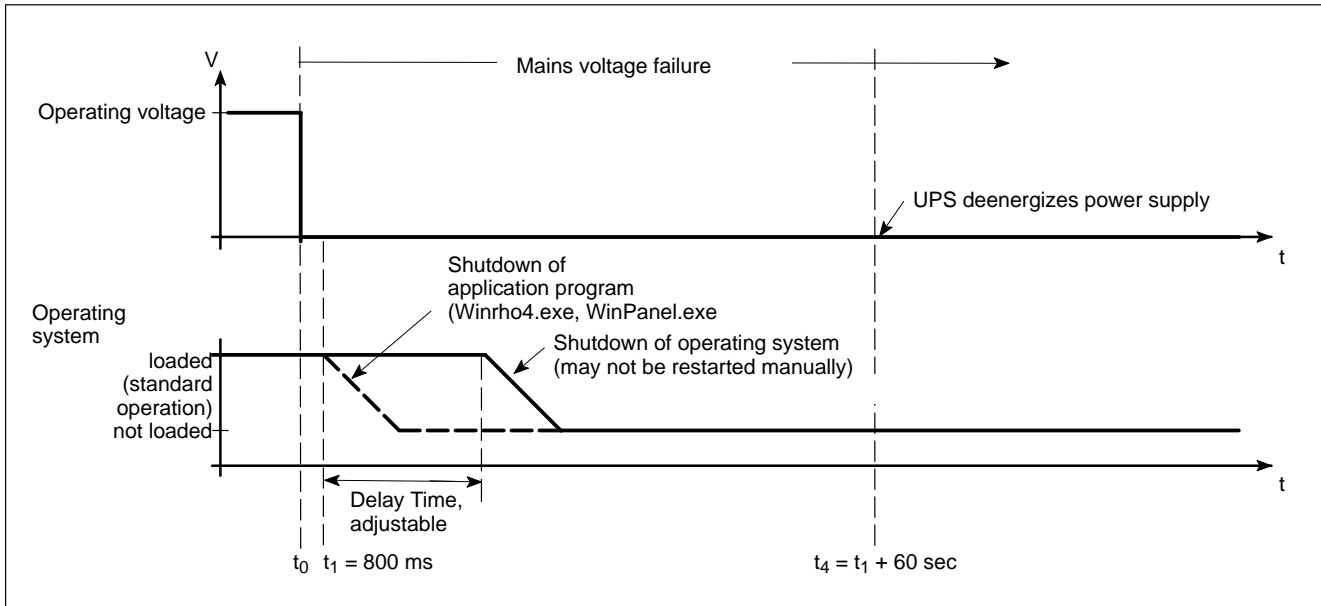 V
Mains voltage failure
Operating voltage
UPS deenergizes power supply
t
Shutdown of
application program
(Winrho4.exe, WinPanel.exe
Operating
system
loaded
(standard
operation)
not loaded
Shutdown of operating system
(may not be restarted manually)
t
Delay Time,
adjustable
t0
t1 = 800 ms
t4 = t1 + 60 sec